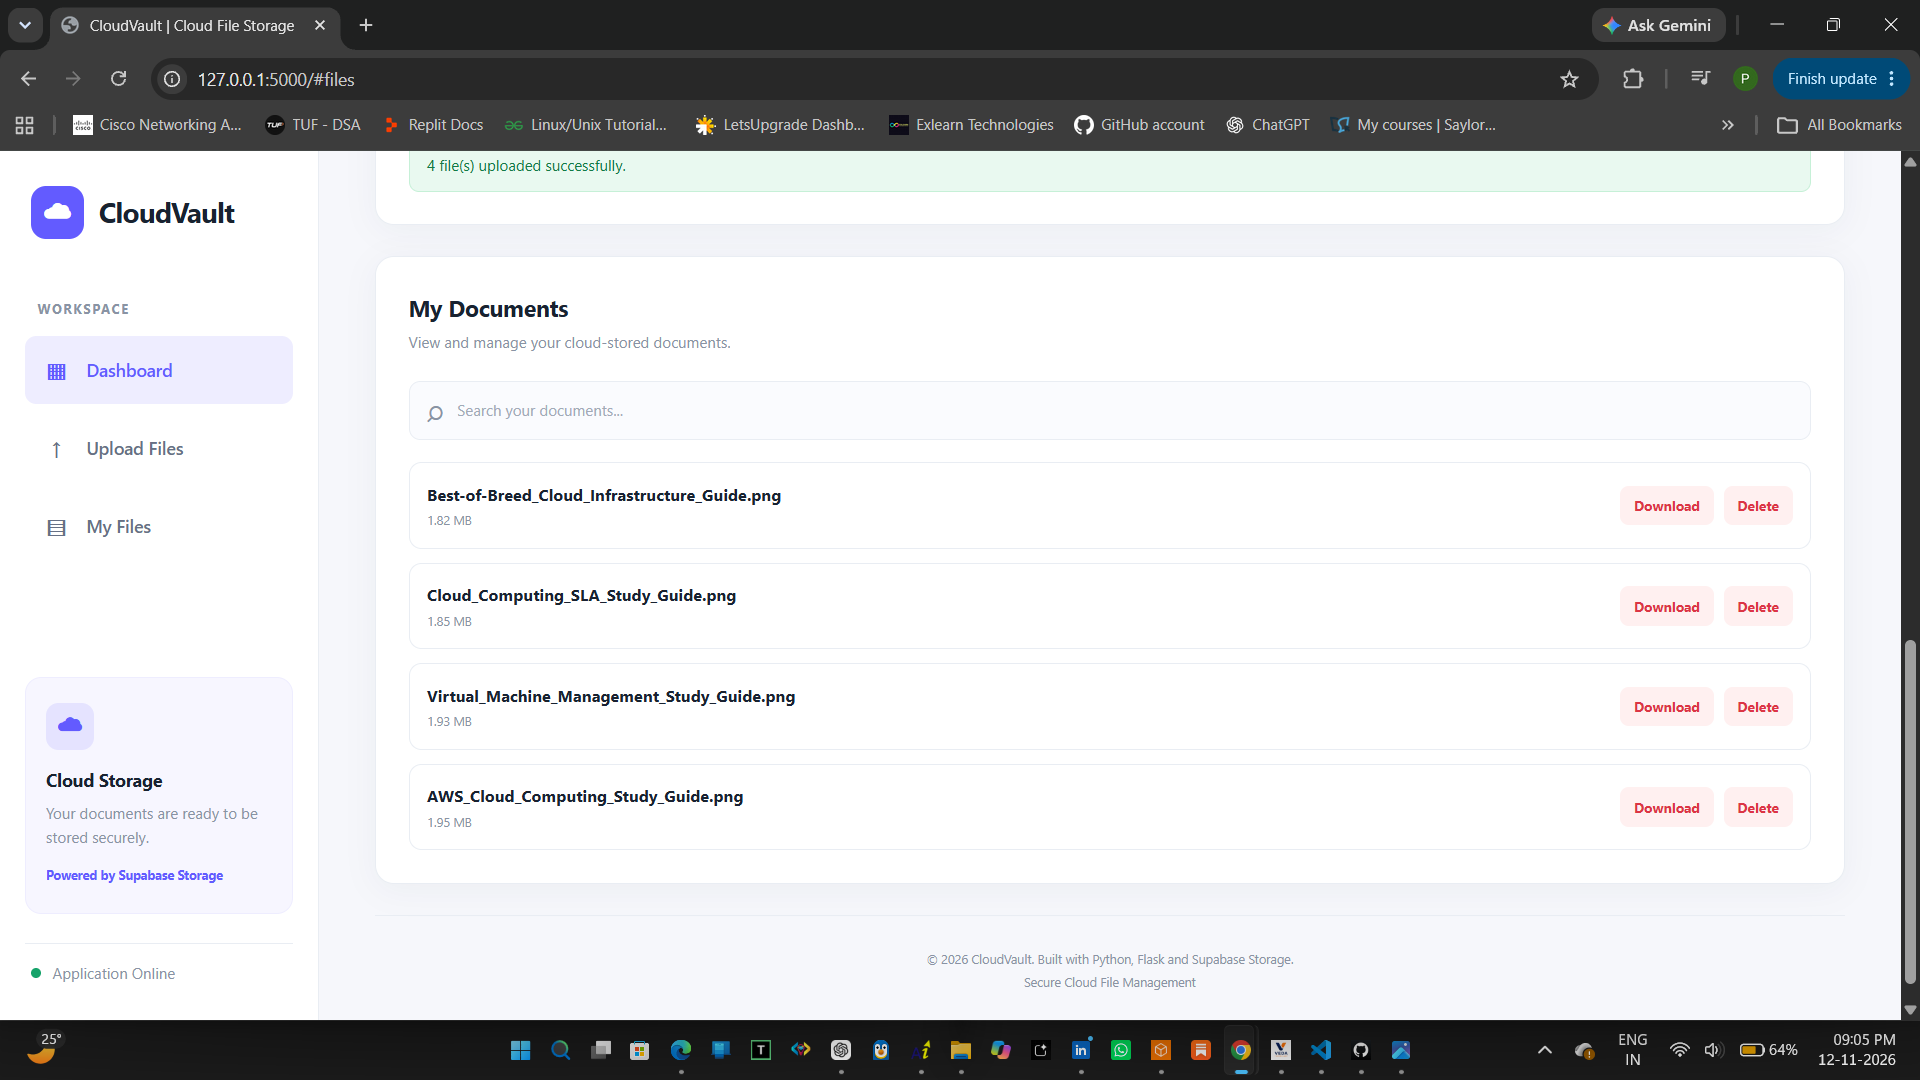 CloudVault | Cloud File Storage
Ask Gemini
127.0.0.1:5000/#files
P
Finish update
Cisco Networking A...
TUF - DSA
Replit Docs
Linux/Unix Tutorial...
LetsUpgrade Dashb...
Exlearn Technologies
GitHub account
ChatGPT
My courses | Saylor...
All Bookmarks
CloudVault
WORKSPACE
Dashboard
Upload Files
My Files
Cloud Storage
Your documents are ready to be
stored securely.
Powered by Supabase Storage
Application Online
4 file(s) uploaded successfully.
My Documents
View and manage your cloud-stored documents.
Search your documents...
Best-of-Breed_Cloud_Infrastructure_Guide.png
1.82 MB
Download Delete
Cloud_Computing_SLA_Study_Guide.png
1.85 MB
Download Delete
Virtual_Machine_Management_Study_Guide.png
1.93 MB
Download Delete
AWS_Cloud_Computing_Study_Guide.png
1.95 MB
Download Delete
© 2026 CloudVault. Built with Python, Flask and Supabase Storage.
Secure Cloud File Management
25°
ENG
IN
64%
09:05 PM
12-11-2026